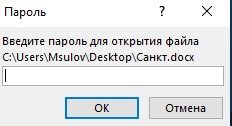 Пароль
Введите пароль для открытия файла
C:\Users\Msulov\Desktop\Санкт.docx
ОК
Отмена